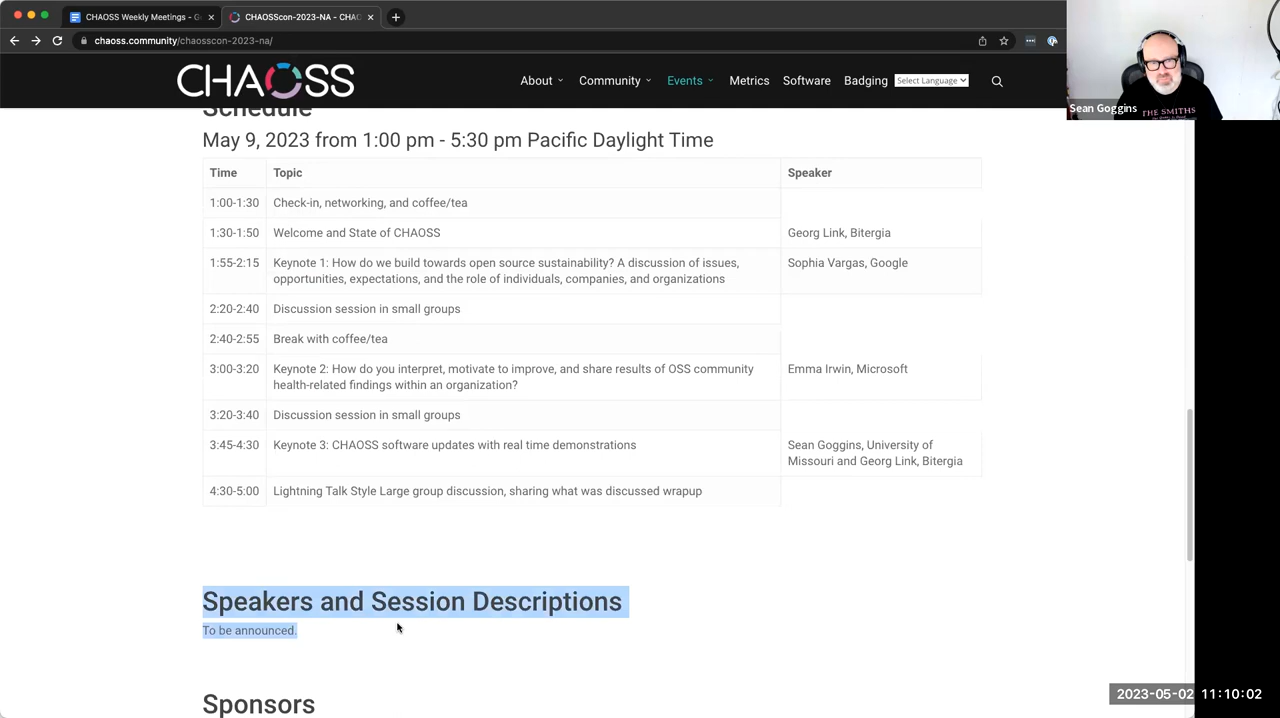 CHAOSS Weekly Meetings - G
CHAOSScon-2023-NA - CHAO
chaoss.community/chaosscon-2023-na/
CHAOSS
About
Community
Events
Metrics
Software
Badging
Select Language
Sean Goggins
THE SMITHS
Schedule
May 9, 2023 from 1:00 pm - 5:30 pm Pacific Daylight Time
Time Topic Speaker
1:00-1:30 Check-in, networking, and coffee/tea
1:30-1:50 Welcome and State of CHAOSS Georg Link, Bitergia
1:55-2:15 Keynote 1: How do we build towards open source sustainability? A discussion of issues, Sophia Vargas, Google
opportunities, expectations, and the role of individuals, companies, and organizations
2:20-2:40 Discussion session in small groups
2:40-2:55 Break with coffee/tea
3:00-3:20 Keynote 2: How do you interpret, motivate to improve, and share results of OSS community Emma Irwin, Microsoft
health-related findings within an organization?
3:20-3:40 Discussion session in small groups
3:45-4:30 Keynote 3: CHAOSS software updates with real time demonstrations Sean Goggins, University of
Missouri and Georg Link, Bitergia
4:30-5:00 Lightning Talk Style Large group discussion, sharing what was discussed wrapup
Speakers and Session Descriptions
To be announced.
Sponsors
2023-05-02 11:10:02